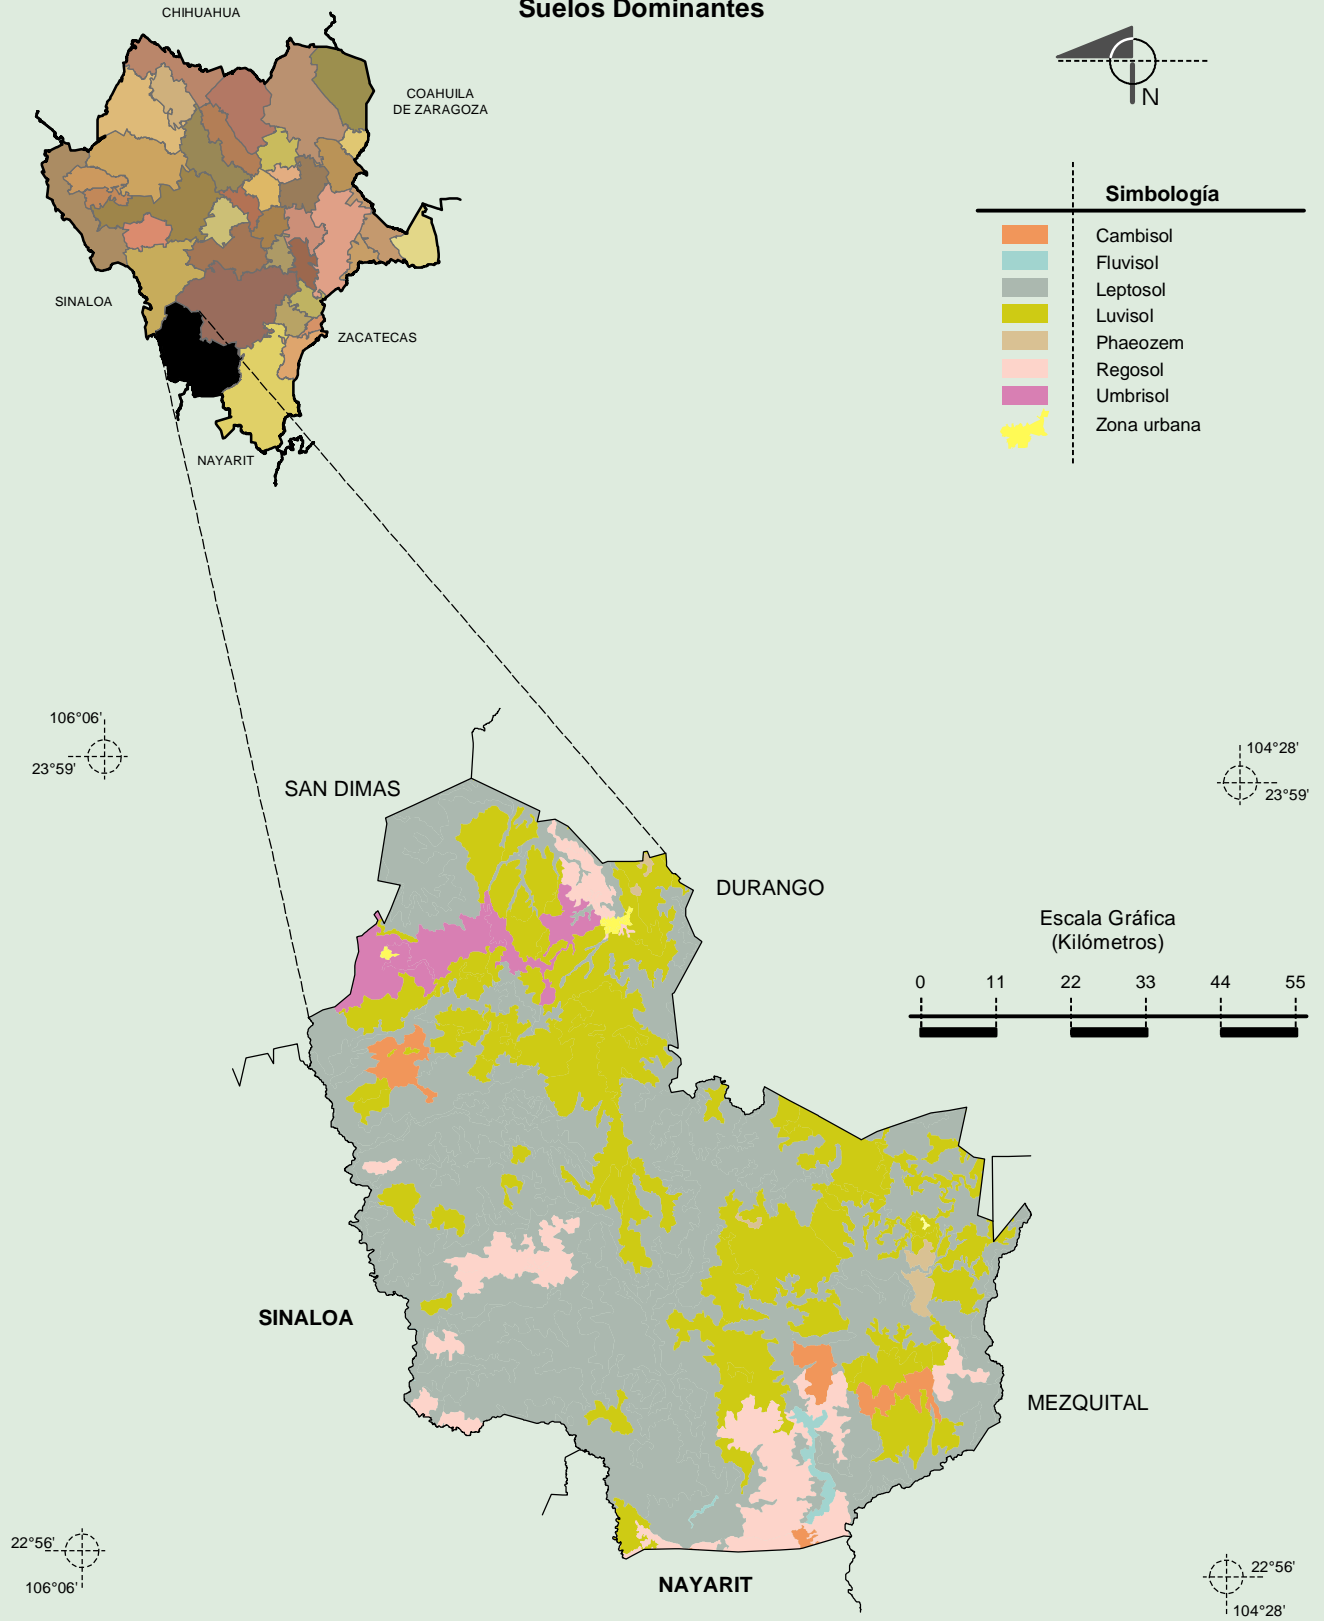 Suelos Dominantes
CHIHUAHUA
COAHUILA
DE ZARAGOZA
SINALOA
ZACATECAS
NAYARIT
N
Simbología
Cambisol
Fluvisol
Leptosol
Luvisol
Phaeozem
Regosol
Umbrisol
Zona urbana
106°06'
23°59'
104°28'
23°59'
SAN DIMAS
DURANGO
Escala Gráfica
(Kilómetros)
0 11 22 33 44 55
SINALOA
MEZQUITAL
NAYARIT
22°56'
106°06'
22°56'
104°28'